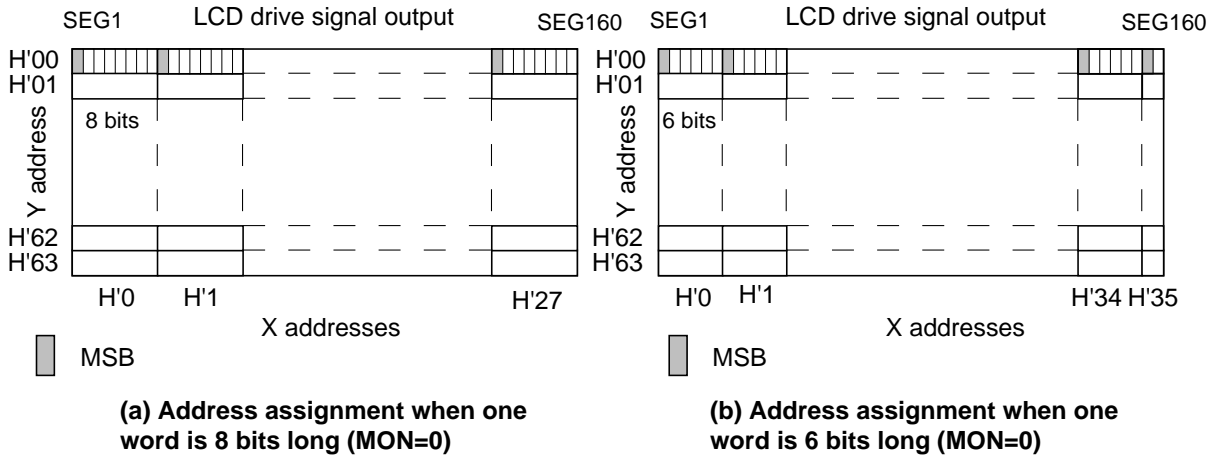 SEG1 LCD drive signal output SEG160
H'00
H'01
8 bits
Y address
H'62
H'63
H'0 H'1 H'27
X addresses
MSB
(a) Address assignment when one
word is 8 bits long (MON=0)
SEG1 LCD drive signal output SEG160
H'00
H'01
6 bits
Y address
H'62
H'63
H'0 H'1 H'34 H'35
X addresses
MSB
(b) Address assignment when one
word is 6 bits long (MON=0)